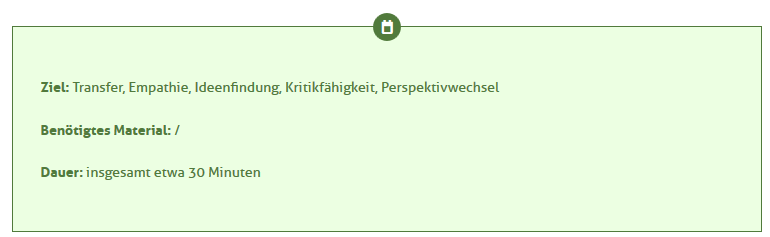 Ziel: Transfer, Empathie, Ideenfindung, Kritikfähigkeit, Perspektivwechsel
Benötigtes Material: /
Dauer: insgesamt etwa 30 Minuten